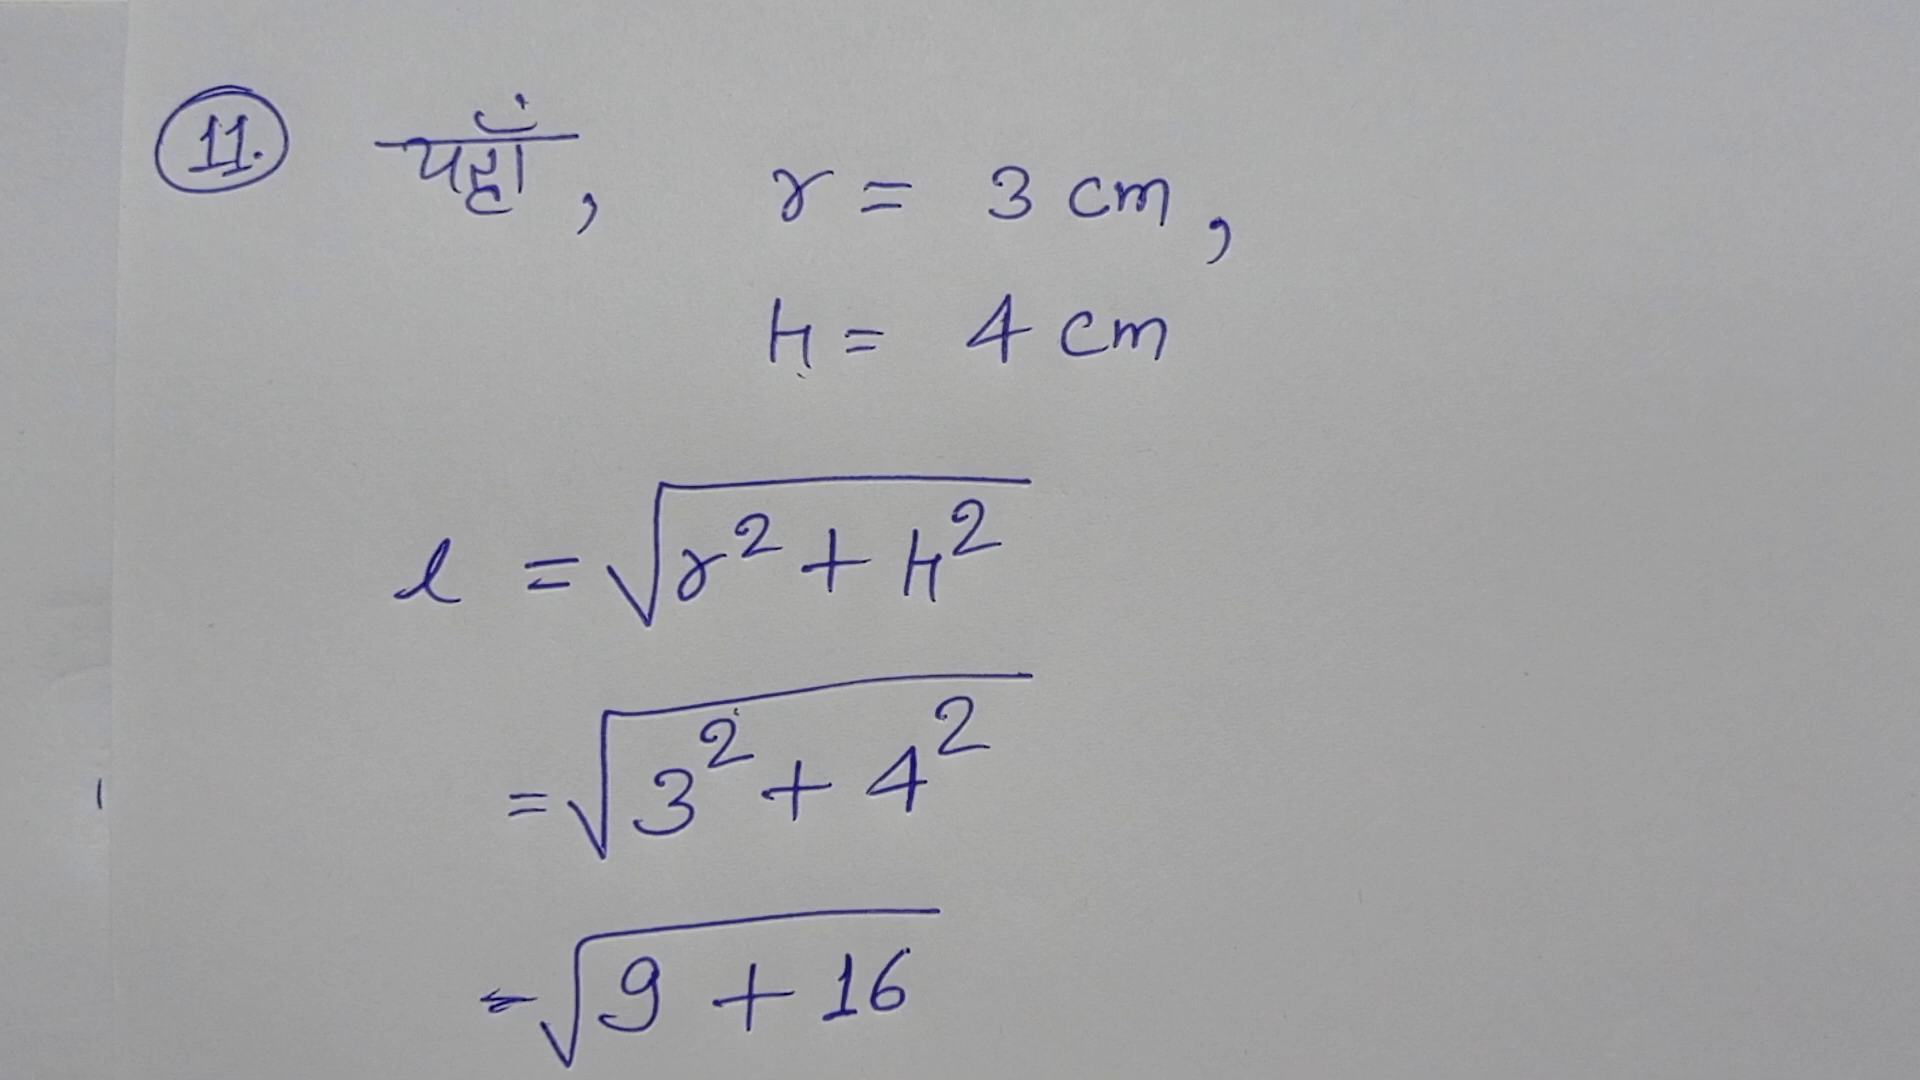 11. यहाँ, r = 3 cm,
h = 4 cm
l = √r² + h²
= √3² + 4²
= √9 + 16